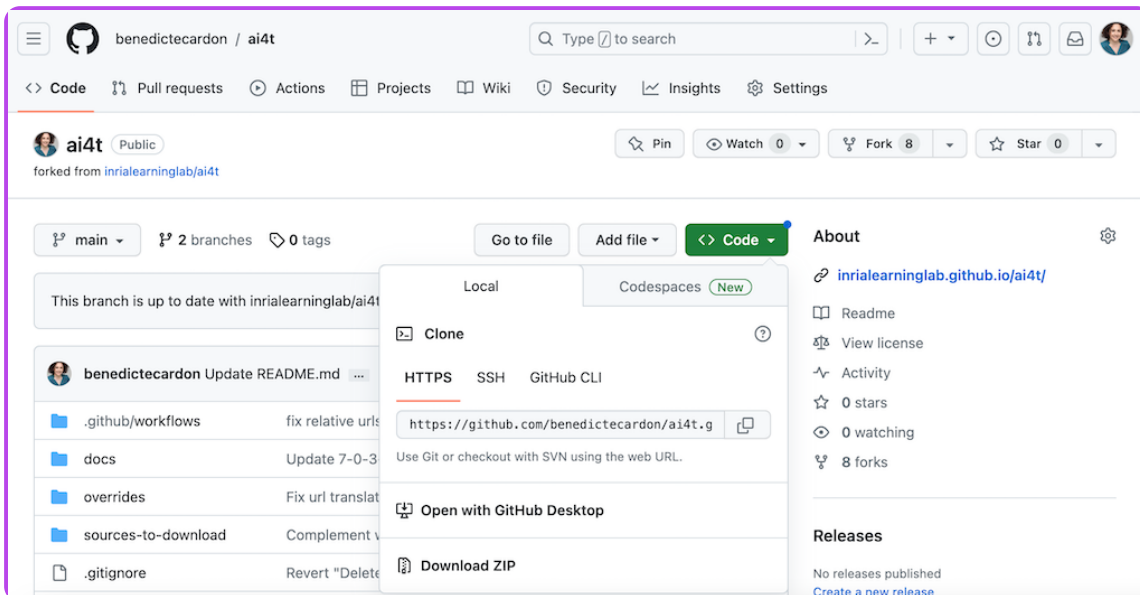 benedictecardon / ai4t
Type / to search
Code Pull requests Actions Projects Wiki Security Insights Settings
ai4t Public
Pin Watch 0 Fork 8 Star 0
forked from inrialearninglab/ai4t
main 2 branches 0 tags Go to file Add file Code
This branch is up to date with inrialearninglab/ai4t
benedictecardon Update README.md ...
.github/workflows fix relative urls
docs Update 7-0-3
overrides Fix url translat
sources-to-download Complement
.gitignore Revert "Delete
Local Codespaces New
Clone
HTTPS SSH GitHub CLI
https://github.com/benedictecardon/ai4t.g
Use Git or checkout with SVN using the web URL.
Open with GitHub Desktop
Download ZIP
About
inrialearninglab.github.io/ai4t/
Readme
View license
Activity
0 stars
0 watching
8 forks
Releases
No releases published
Create a new release